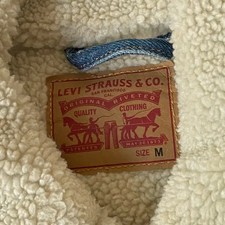 LEVI STRAUSS & CO.
SAN FRANCISCO
CAL.
ORIGINAL RIVETED
QUALITY CLOTHING
SIZE M